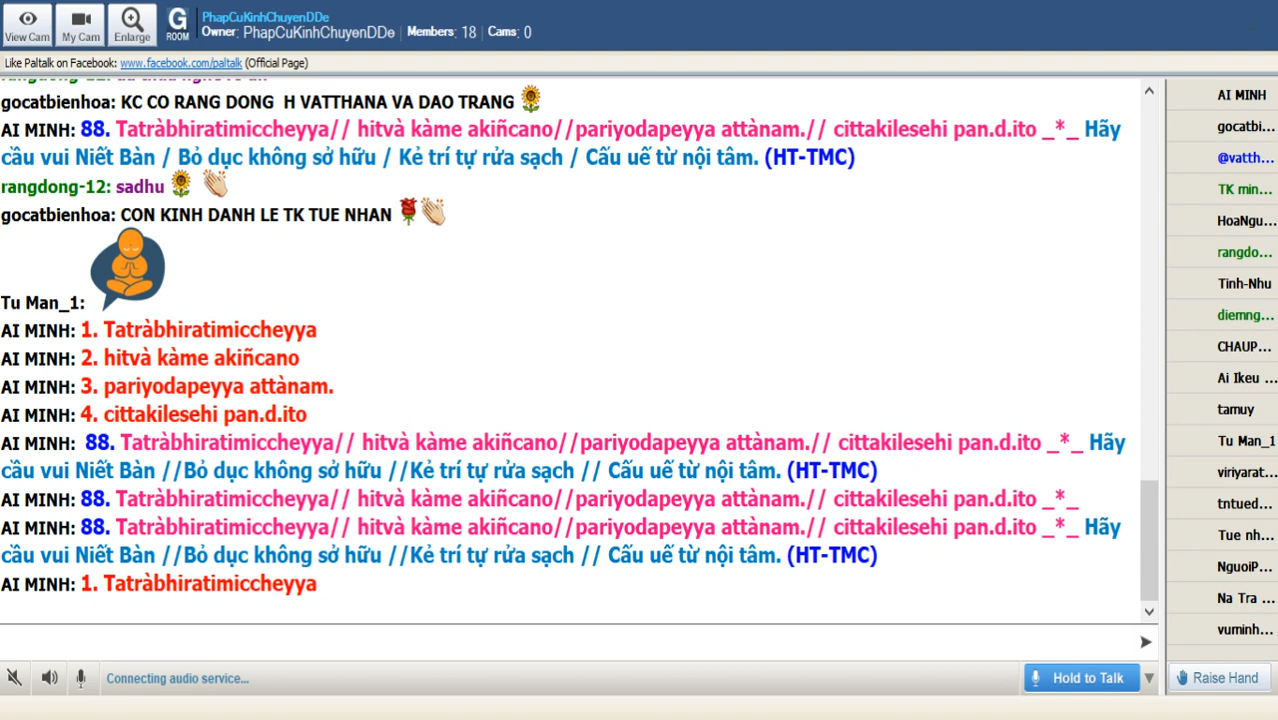 PhapCuKinhChuyenDDe
View Cam My Cam Enlarge G ROOM Owner: PhapCuKinhChuyenDDe Members: 18 Cams: 0
Like Paltalk on Facebook: www.facebook.com/paltalk (Official Page)
gocatbienhoa: KC CO RANG DONG H VATTHANA VA DAO TRANG
AI MINH: 88. Tatràbhiratimiccheyya// hitvà kàme akiñcano//pariyodapeyya attànam.// cittakilesehi pan.d.ito _*_ Hãy
cầu vui Niết Bàn / Bỏ dục không sở hữu / Kẻ trí tự rửa sạch / Cấu uế từ nội tâm. (HT-TMC)
rangdong-12: sadhu
gocatbienhoa: CON KINH DANH LE TK TUE NHAN
Tu Man_1:
AI MINH: 1. Tatràbhiratimiccheyya
AI MINH: 2. hitvà kàme akiñcano
AI MINH: 3. pariyodapeyya attànam.
AI MINH: 4. cittakilesehi pan.d.ito
AI MINH: 88. Tatràbhiratimiccheyya// hitvà kàme akiñcano//pariyodapeyya attànam.// cittakilesehi pan.d.ito _*_ Hãy
cầu vui Niết Bàn //Bỏ dục không sở hữu //Kẻ trí tự rửa sạch // Cấu uế từ nội tâm. (HT-TMC)
AI MINH: 88. Tatràbhiratimiccheyya// hitvà kàme akiñcano//pariyodapeyya attànam.// cittakilesehi pan.d.ito _*_
AI MINH: 88. Tatràbhiratimiccheyya// hitvà kàme akiñcano//pariyodapeyya attànam.// cittakilesehi pan.d.ito _*_ Hãy
cầu vui Niết Bàn //Bỏ dục không sở hữu //Kẻ trí tự rửa sạch // Cấu uế từ nội tâm. (HT-TMC)
AI MINH: 1. Tatràbhiratimiccheyya
AI MINH
gocatbi...
@vatth...
TK min...
HoaNgu...
rangdo...
Tinh-Nhu
diemng...
CHAUP...
Ai Ikeu ...
tamuy
Tu Man_1
viriyarat...
tntued...
Tue nh...
NguoiP...
Na Tra ...
vuminh...
Connecting audio service...
Hold to Talk
Raise Hand